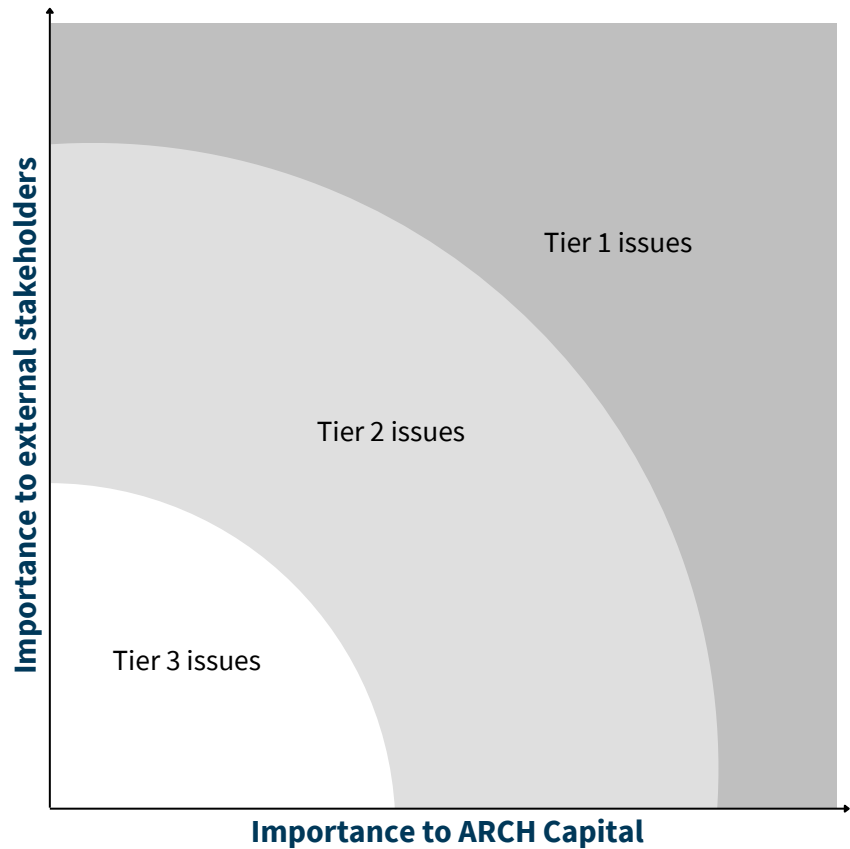 Importance to external stakeholders
Tier 1 issues
Tier 2 issues
Tier 3 issues
Importance to ARCH Capital